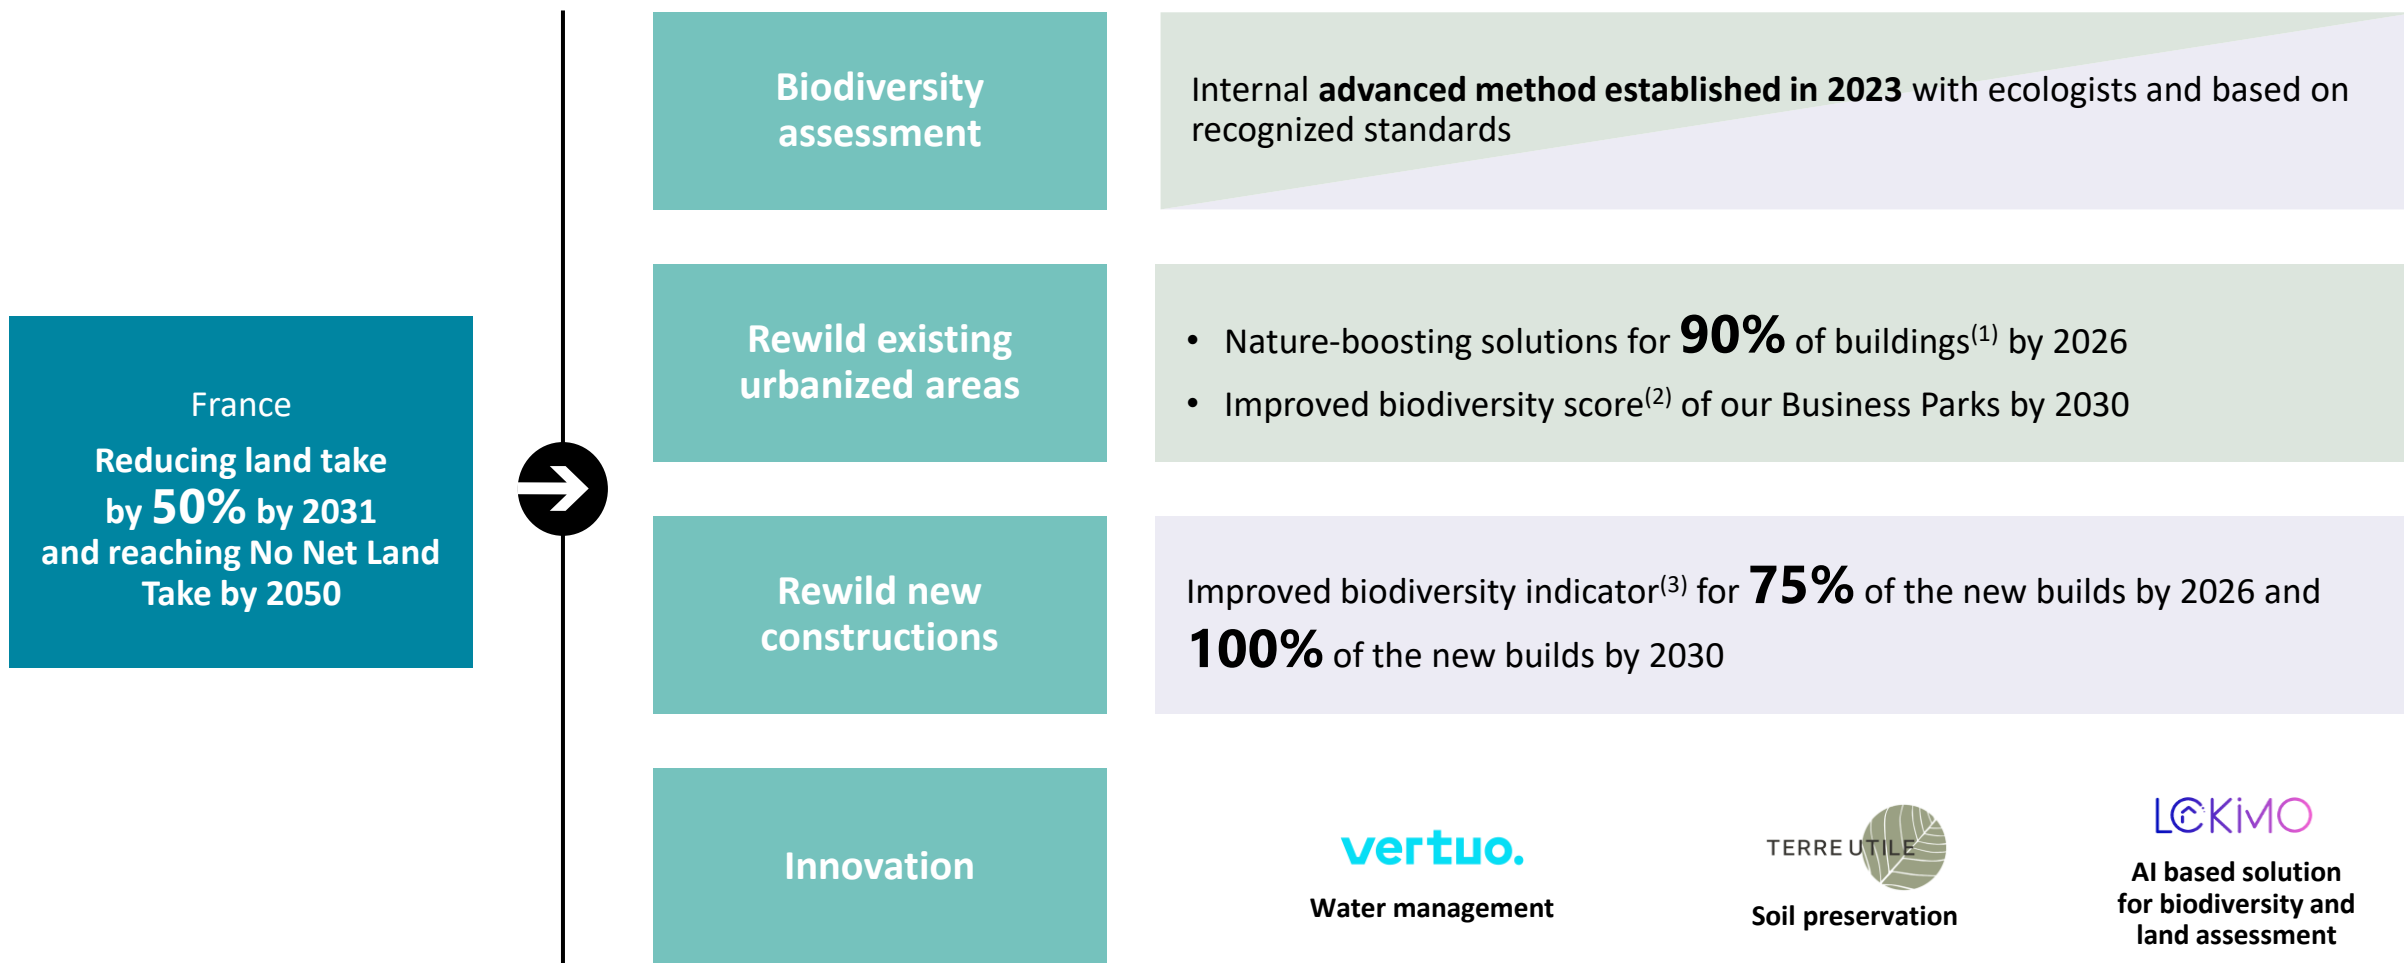 France
Reducing land take
by 50% by 2031
and reaching No Net Land
Take by 2050
Biodiversity
assessment
Internal advanced method established in 2023 with ecologists and based on
recognized standards
Rewild existing
urbanized areas
• Nature-boosting solutions for 90% of buildings(1) by 2026
• Improved biodiversity score(2) of our Business Parks by 2030
Rewild new
constructions
Improved biodiversity indicator(3) for 75% of the new builds by 2026 and
100% of the new builds by 2030
Innovation
vertuo.
Water management
TERRE UTILE
Soil preservation
LOKIMO
AI based solution
for biodiversity and
land assessment